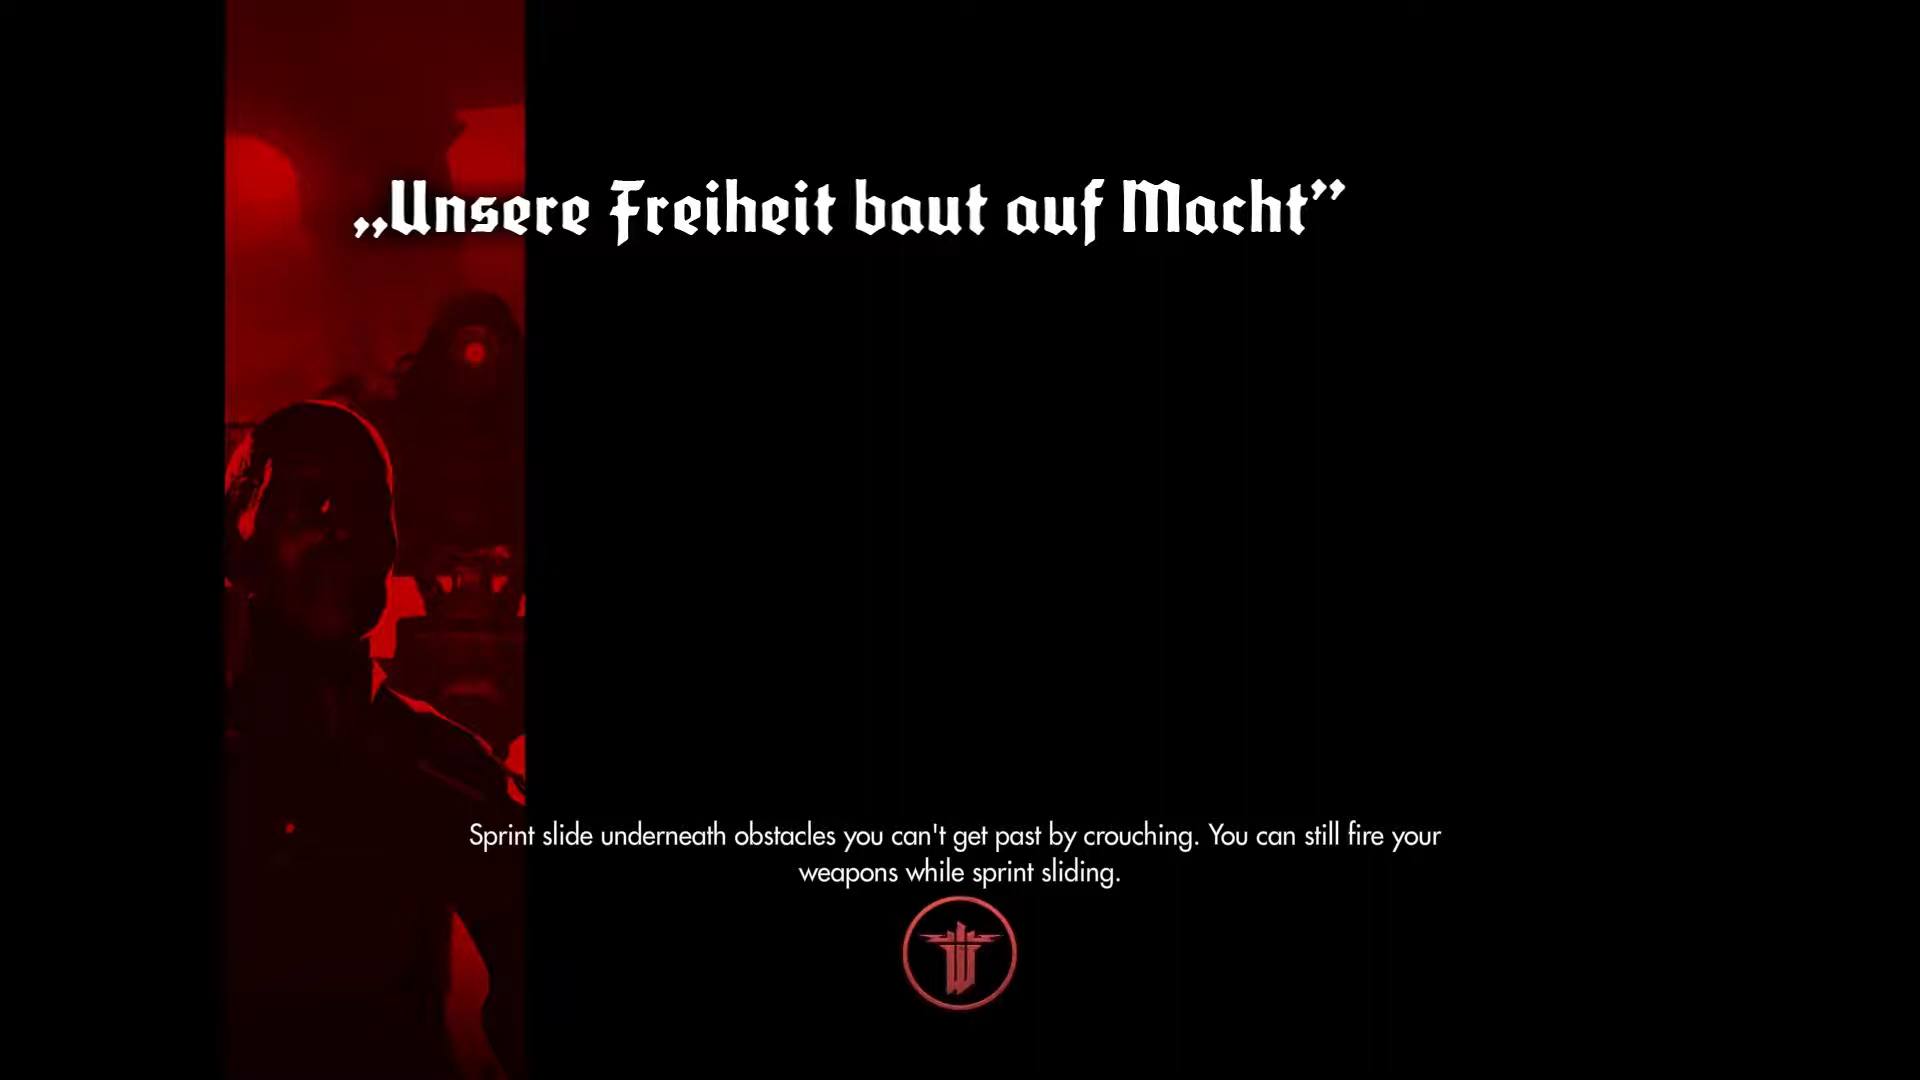 „Unsere Freiheit baut auf Macht”
Sprint slide underneath obstacles you can't get past by crouching. You can still fire your
weapons while sprint sliding.